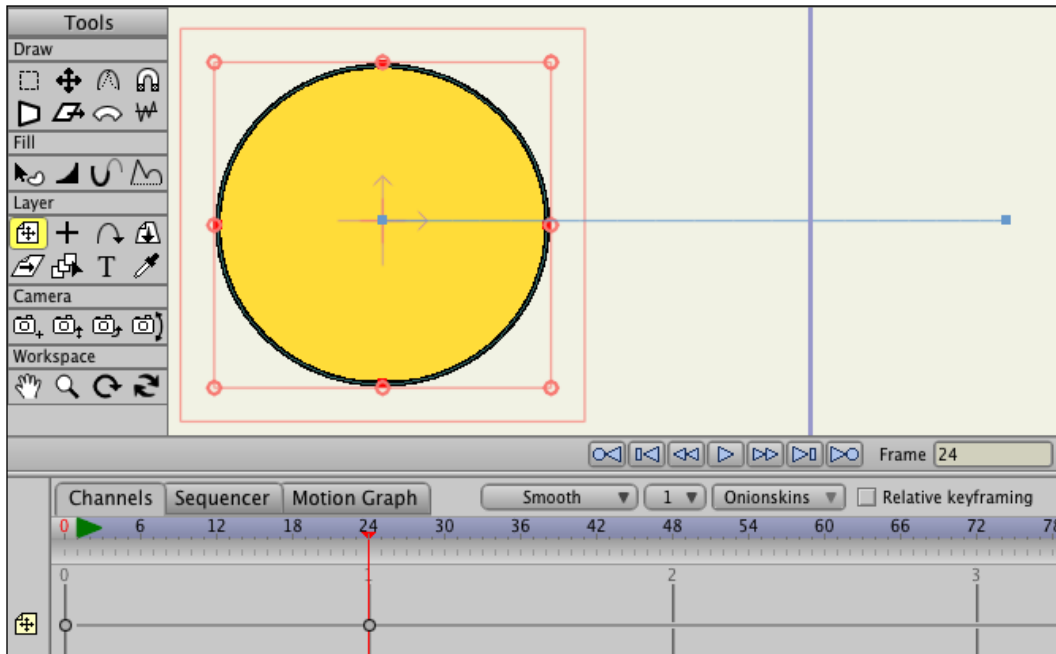 Tools
Draw
Fill
Layer
T
Camera
Workspace
Frame 24
Channels Sequencer Motion Graph Smooth 1 Onionskins Relative keyframing
0 6 12 18 24 30 36 42 48 54 60 66 72 78
0 1 2 3